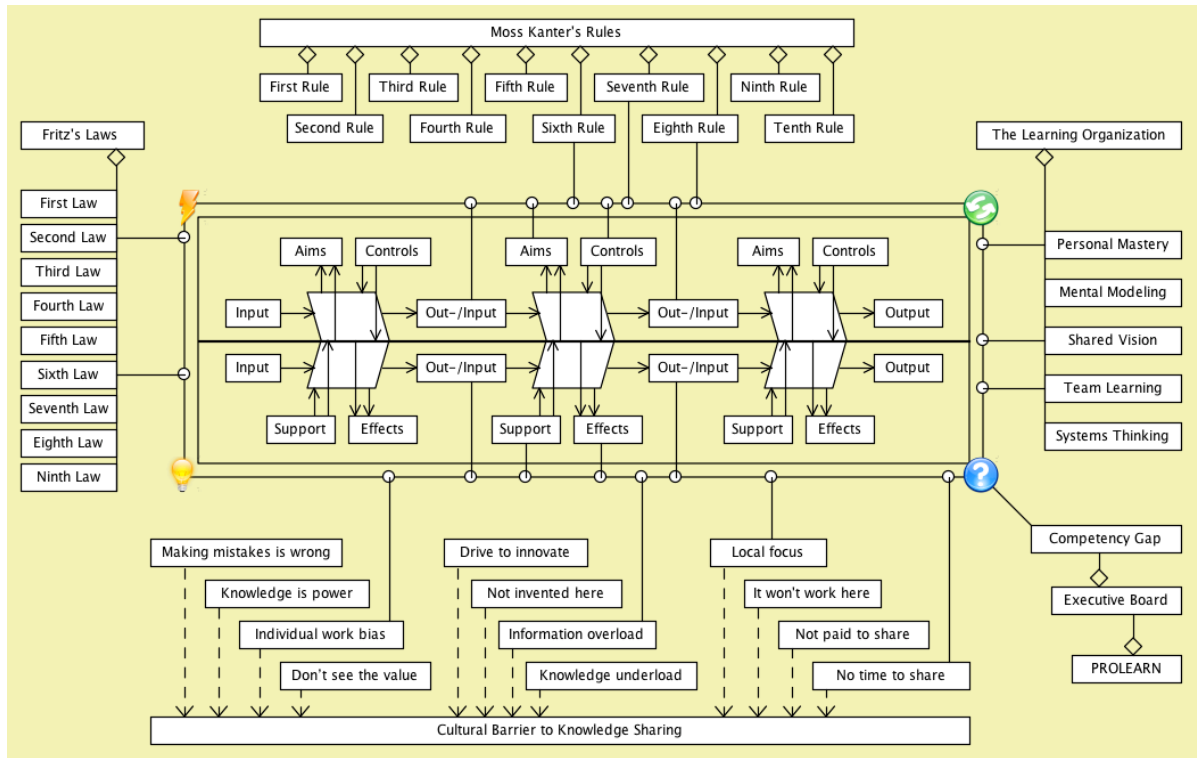 Moss Kanter's Rules
First Rule
Third Rule
Fifth Rule
Seventh Rule
Ninth Rule
Second Rule
Fourth Rule
Sixth Rule
Eighth Rule
Tenth Rule
Fritz's Laws
First Law
Second Law
Third Law
Fourth Law
Fifth Law
Sixth Law
Seventh Law
Eighth Law
Ninth Law
The Learning Organization
Personal Mastery
Mental Modeling
Shared Vision
Team Learning
Systems Thinking
Aims
Controls
Aims
Controls
Aims
Controls
Input
Out-/Input
Out-/Input
Output
Input
Out-/Input
Out-/Input
Output
Support
Effects
Support
Effects
Support
Effects
?
Competency Gap
Executive Board
PROLEARN
Making mistakes is wrong
Knowledge is power
Individual work bias
Don't see the value
Drive to innovate
Not invented here
Information overload
Knowledge underload
Local focus
It won't work here
Not paid to share
No time to share
Cultural Barrier to Knowledge Sharing